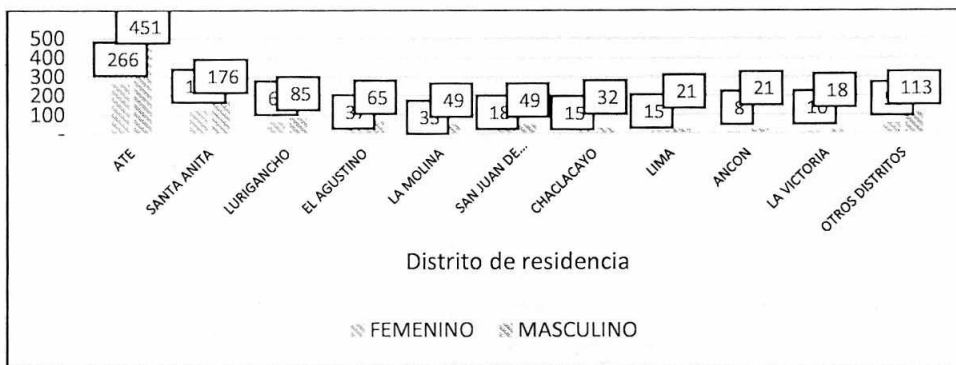 500
400
300
200
100
-
266 451
176
85
65
49
18 49
15 32
15 21
8 21
18
113
ATE
SANTA ANITA
LURIGANCHO
EL AGUSTINO
LA MOLINA
SAN JUAN DE...
CHACLACAYO
LIMA
ANCON
LA VICTORIA
OTROS DISTRITOS
Distrito de residencia
FEMENINO MASCULINO